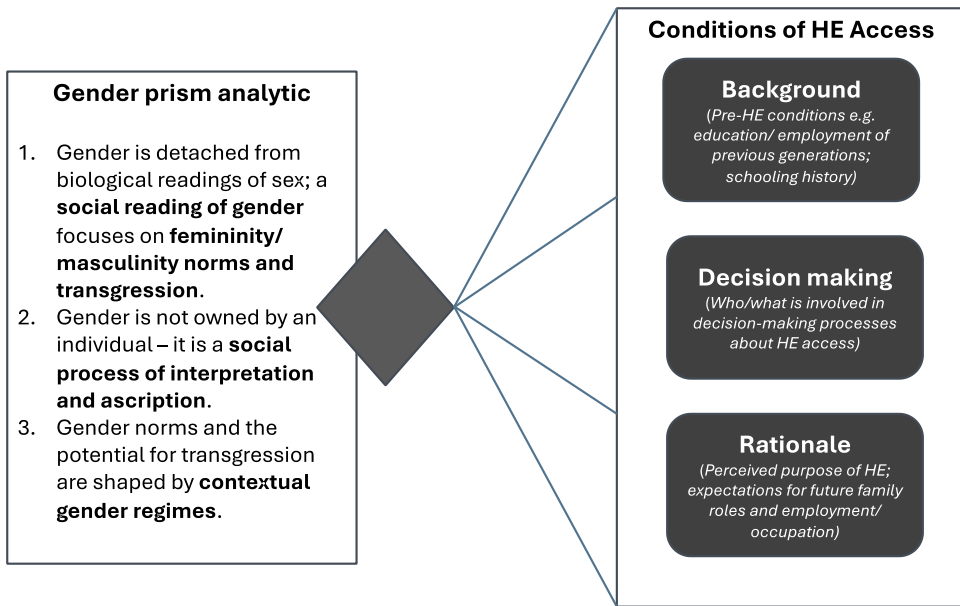 Gender prism analytic
1. Gender is detached from
biological readings of sex; a
social reading of gender
focuses on femininity/
masculinity norms and
transgression.
2. Gender is not owned by an
individual – it is a social
process of interpretation
and ascription.
3. Gender norms and the
potential for transgression
are shaped by contextual
gender regimes.
Conditions of HE Access
Background
(Pre-HE conditions e.g.
education/ employment of
previous generations;
schooling history)
Decision making
(Who/what is involved in
decision-making processes
about HE access)
Rationale
(Perceived purpose of HE;
expectations for future family
roles and employment/
occupation)